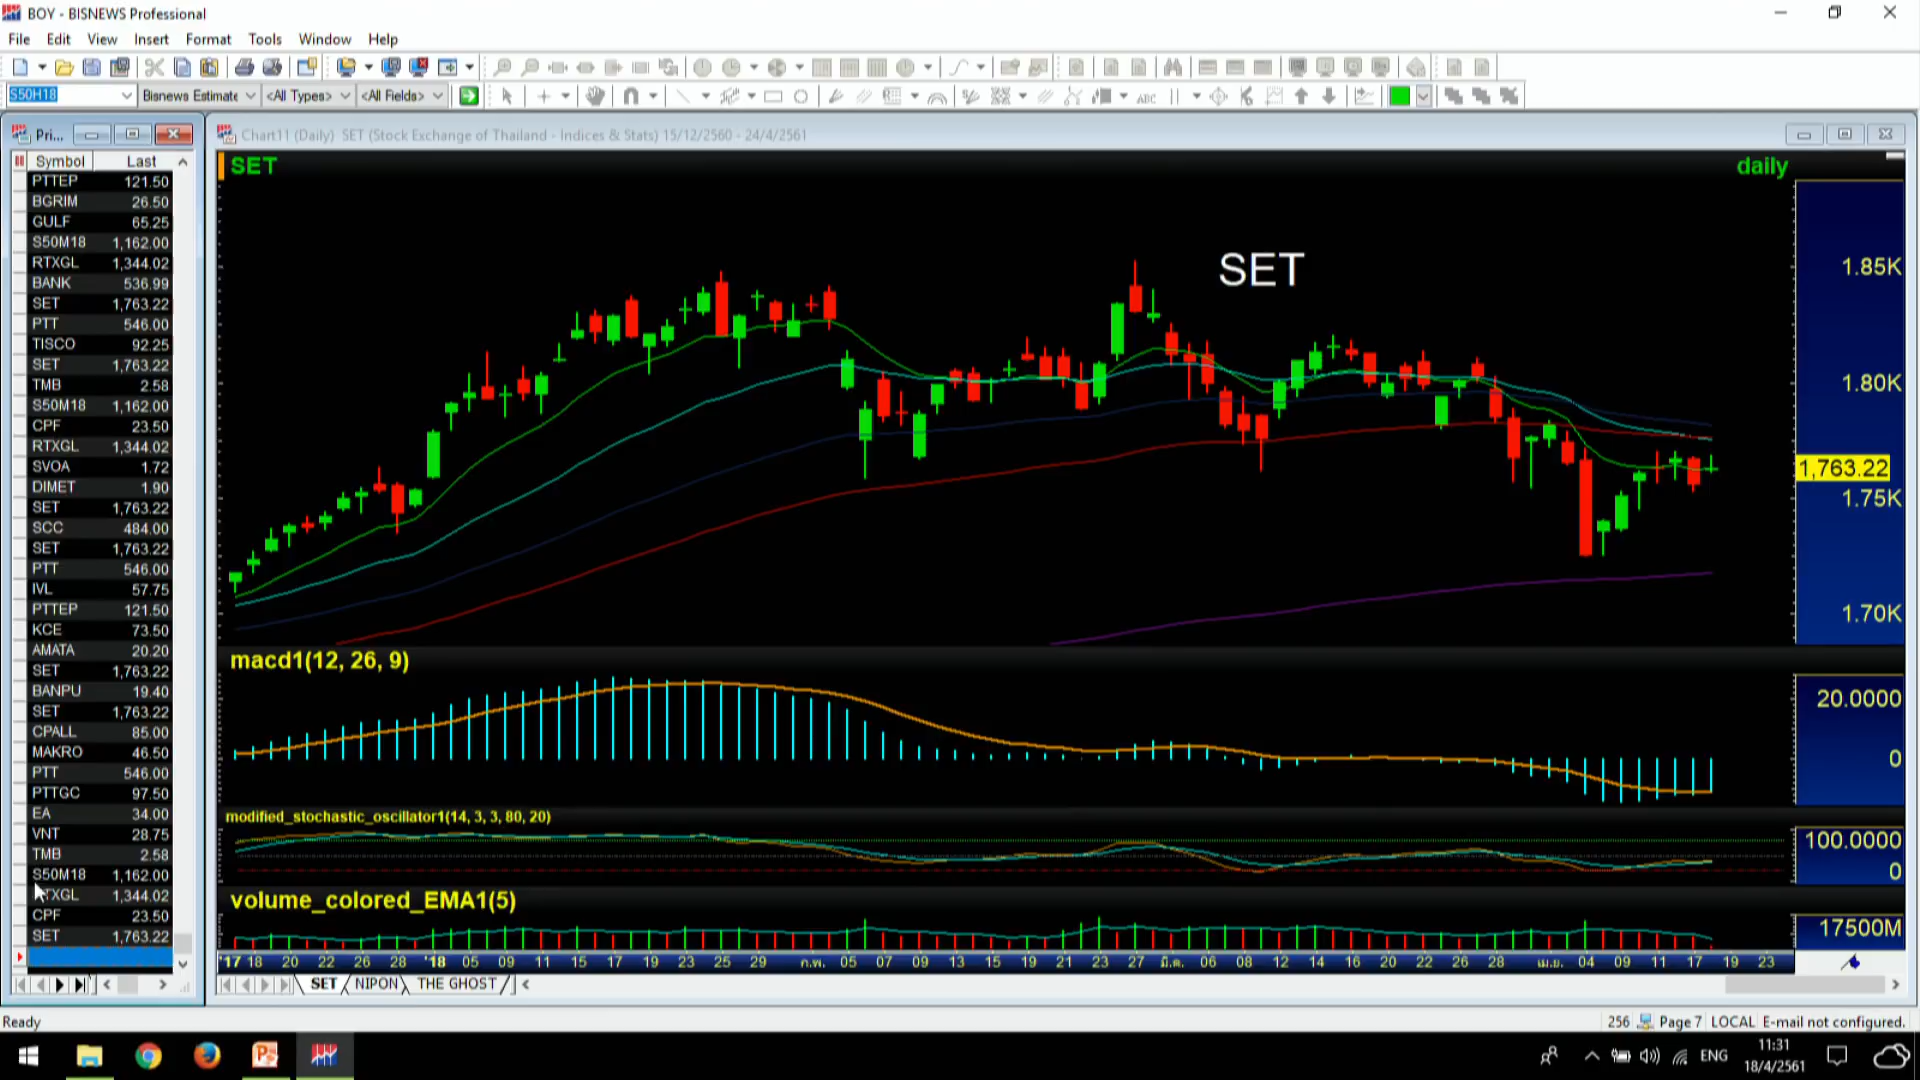 BOY - BISNEWS Professional
File Edit View Insert Format Tools Window Help
S50H18 Bisnews Estimate <All Types> <All Fields>
ABC
Pri...
Symbol Last
PTTEP 121.50
BGRIM 26.50
GULF 65.25
S50M18 1,162.00
RTXGL 1,344.02
BANK 536.99
SET 1,763.22
PTT 546.00
TISCO 92.25
SET 1,763.22
TMB 2.58
S50M18 1,162.00
CPF 23.50
RTXGL 1,344.02
SVOA 1.72
DIMET 1.90
SET 1,763.22
SCC 484.00
SET 1,763.22
PTT 546.00
IVL 57.75
PTTEP 121.50
KCE 73.50
AMATA 20.20
SET 1,763.22
BANPU 19.40
SET 1,763.22
CPALL 85.00
MAKRO 46.50
PTT 546.00
PTTGC 97.50
EA 34.00
VNT 28.75
TMB 2.58
S50M18 1,162.00
TXGL 1,344.02
CPF 23.50
SET 1,763.22
Chart11 (Daily) SET (Stock Exchange of Thailand - Indices & Stats) 15/12/2560 - 24/4/2561
SET daily
SET
1.85K
1.80K
1,763.22
1.75K
1.70K
macd1(12, 26, 9)
20.0000
0
modified_stochastic_oscillator1(14, 3, 3, 80, 20)
100.0000
0
volume_colored_EMA1(5)
17500M
'17 18 20 22 26 28 '18 05 09 11 15 17 19 23 25 29 ก.พ. 05 07 09 13 15 19 21 23 27 มี.ค. 06 08 12 14 16 20 22 26 28 เม.ย. 04 09 11 17 19 23
SET NIPON THE GHOST
Ready 256 Page 7 LOCAL E-mail not configured.
ENG 11:31
18/4/2561